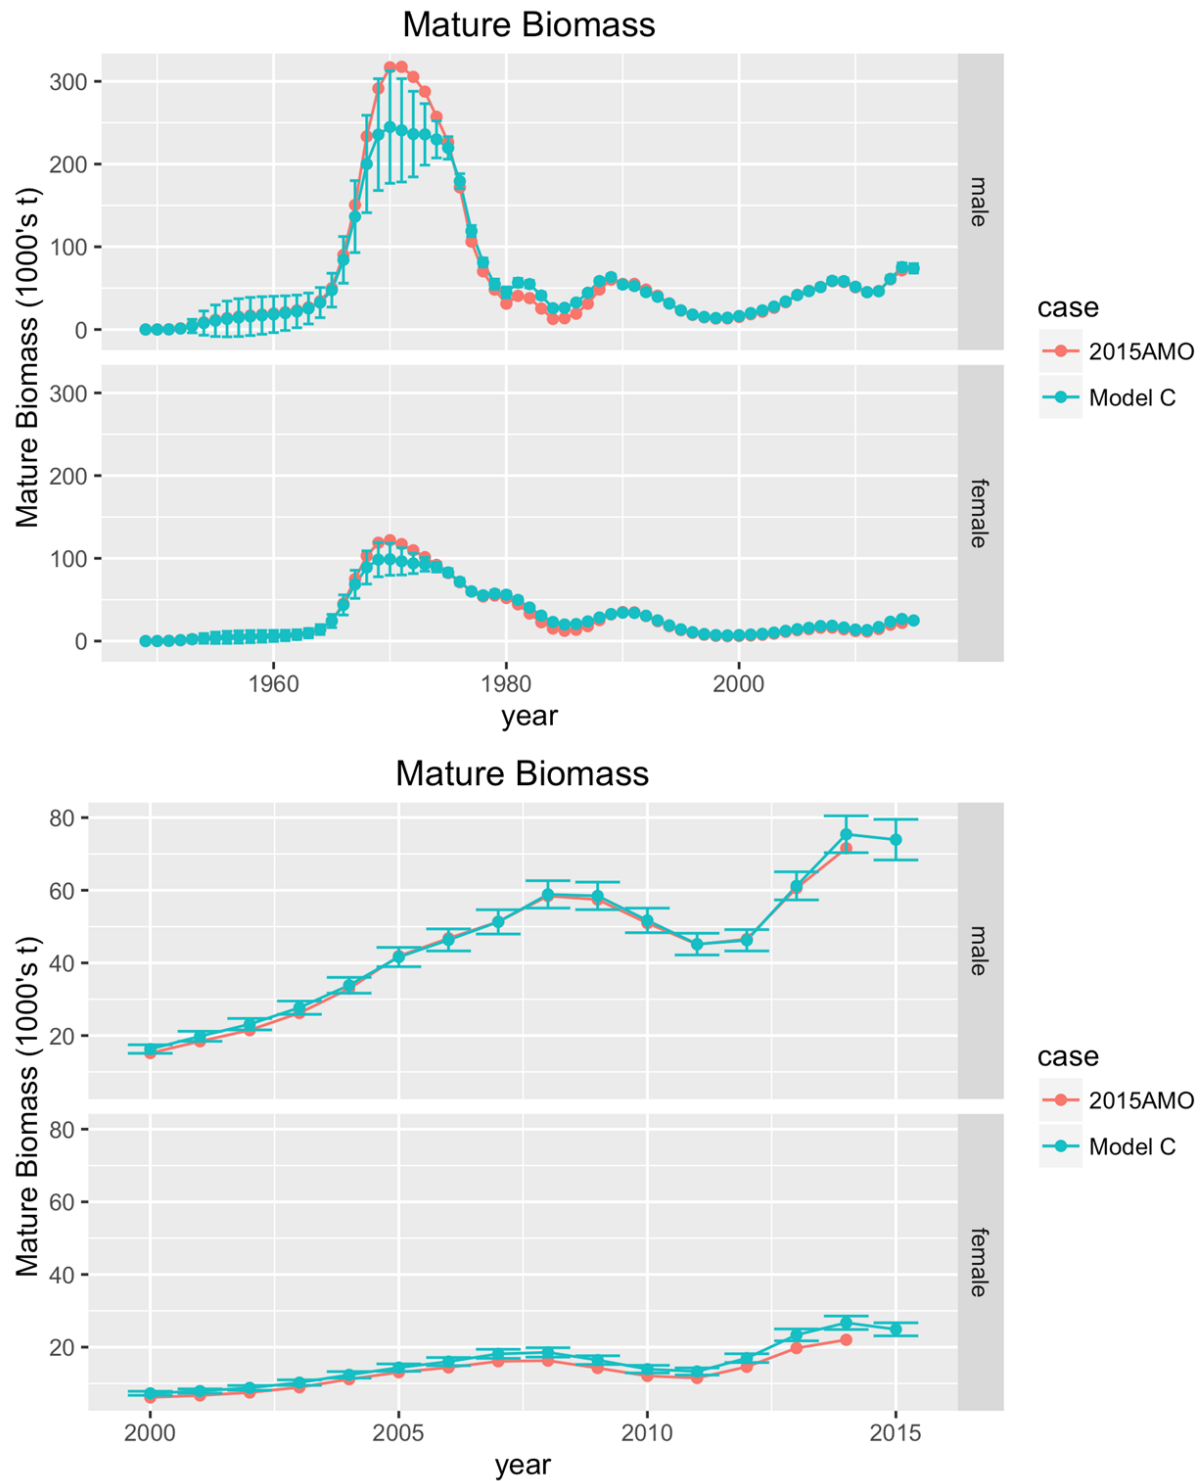 Mature Biomass
Mature Biomass (1000's t)
300
200
100
0
male
300
200
100
0
female
1960 1980 2000
year
case
2015AMO
Model C
Mature Biomass
Mature Biomass (1000's t)
80
60
40
20
male
80
60
40
20
female
2000 2005 2010 2015
year
case
2015AMO
Model C